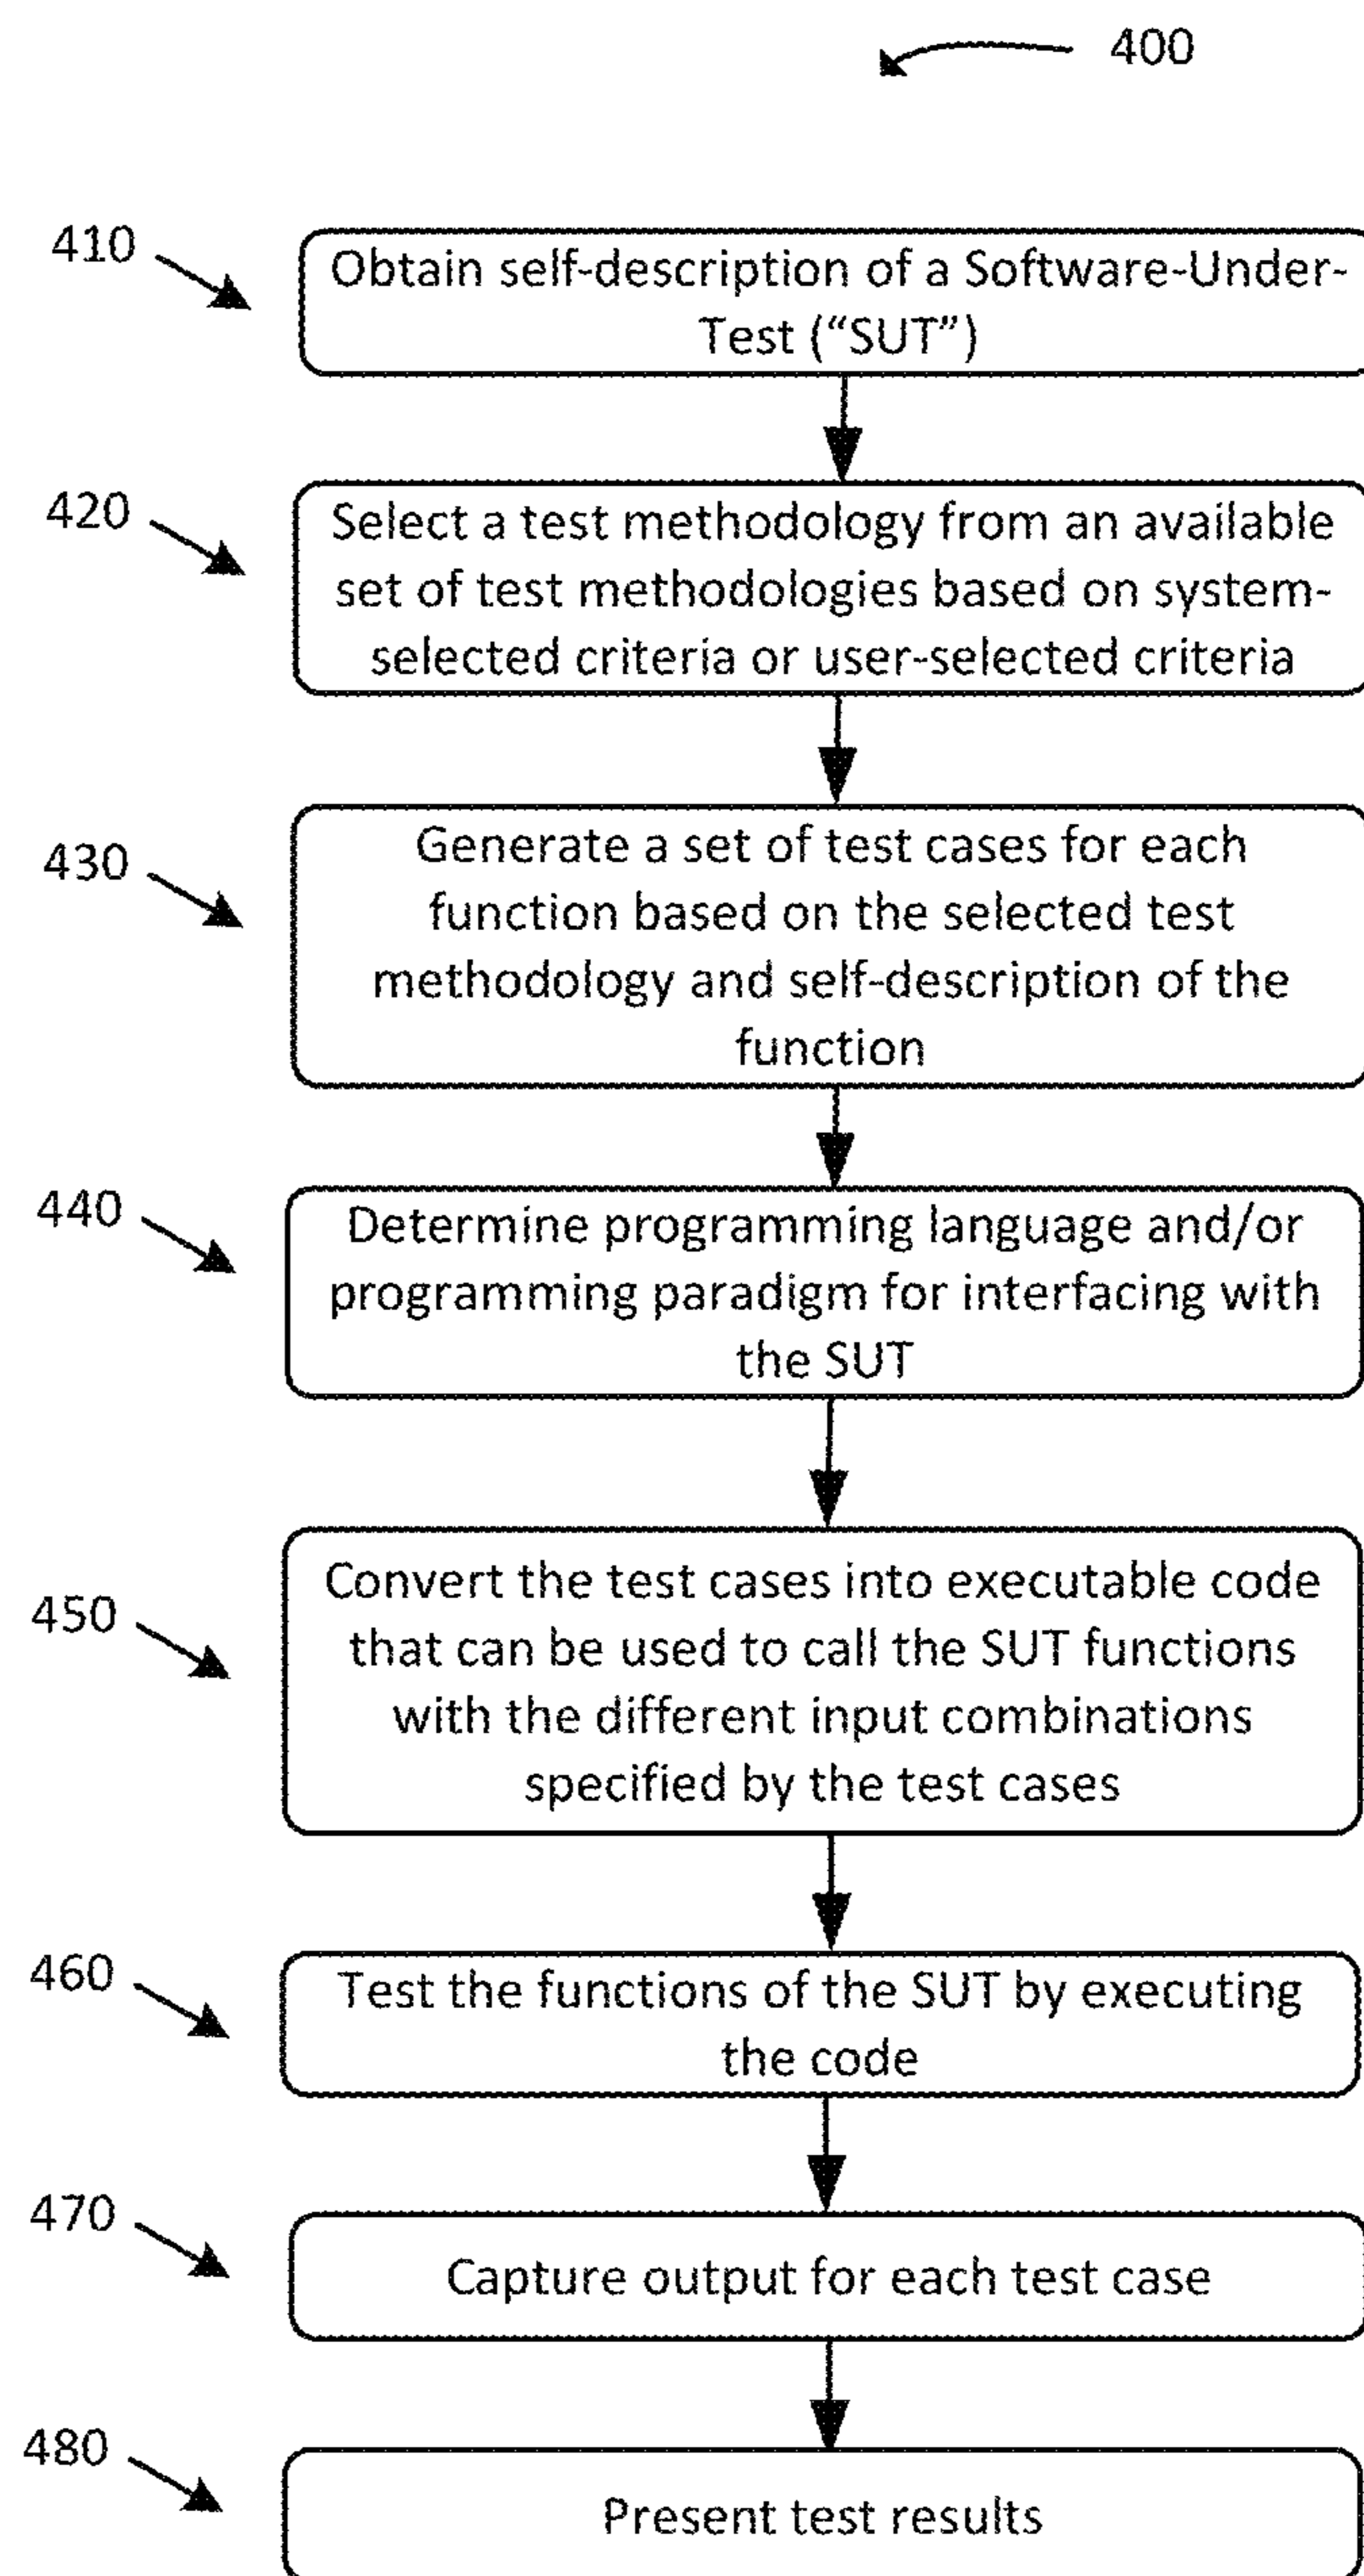 400
410
Obtain self-description of a Software-Under-
Test (“SUT”)
420
Select a test methodology from an available
set of test methodologies based on system-
selected criteria or user-selected criteria
430
Generate a set of test cases for each
function based on the selected test
methodology and self-description of the
function
440
Determine programming language and/or
programming paradigm for interfacing with
the SUT
450
Convert the test cases into executable code
that can be used to call the SUT functions
with the different input combinations
specified by the test cases
460
Test the functions of the SUT by executing
the code
470
Capture output for each test case
480
Present test results